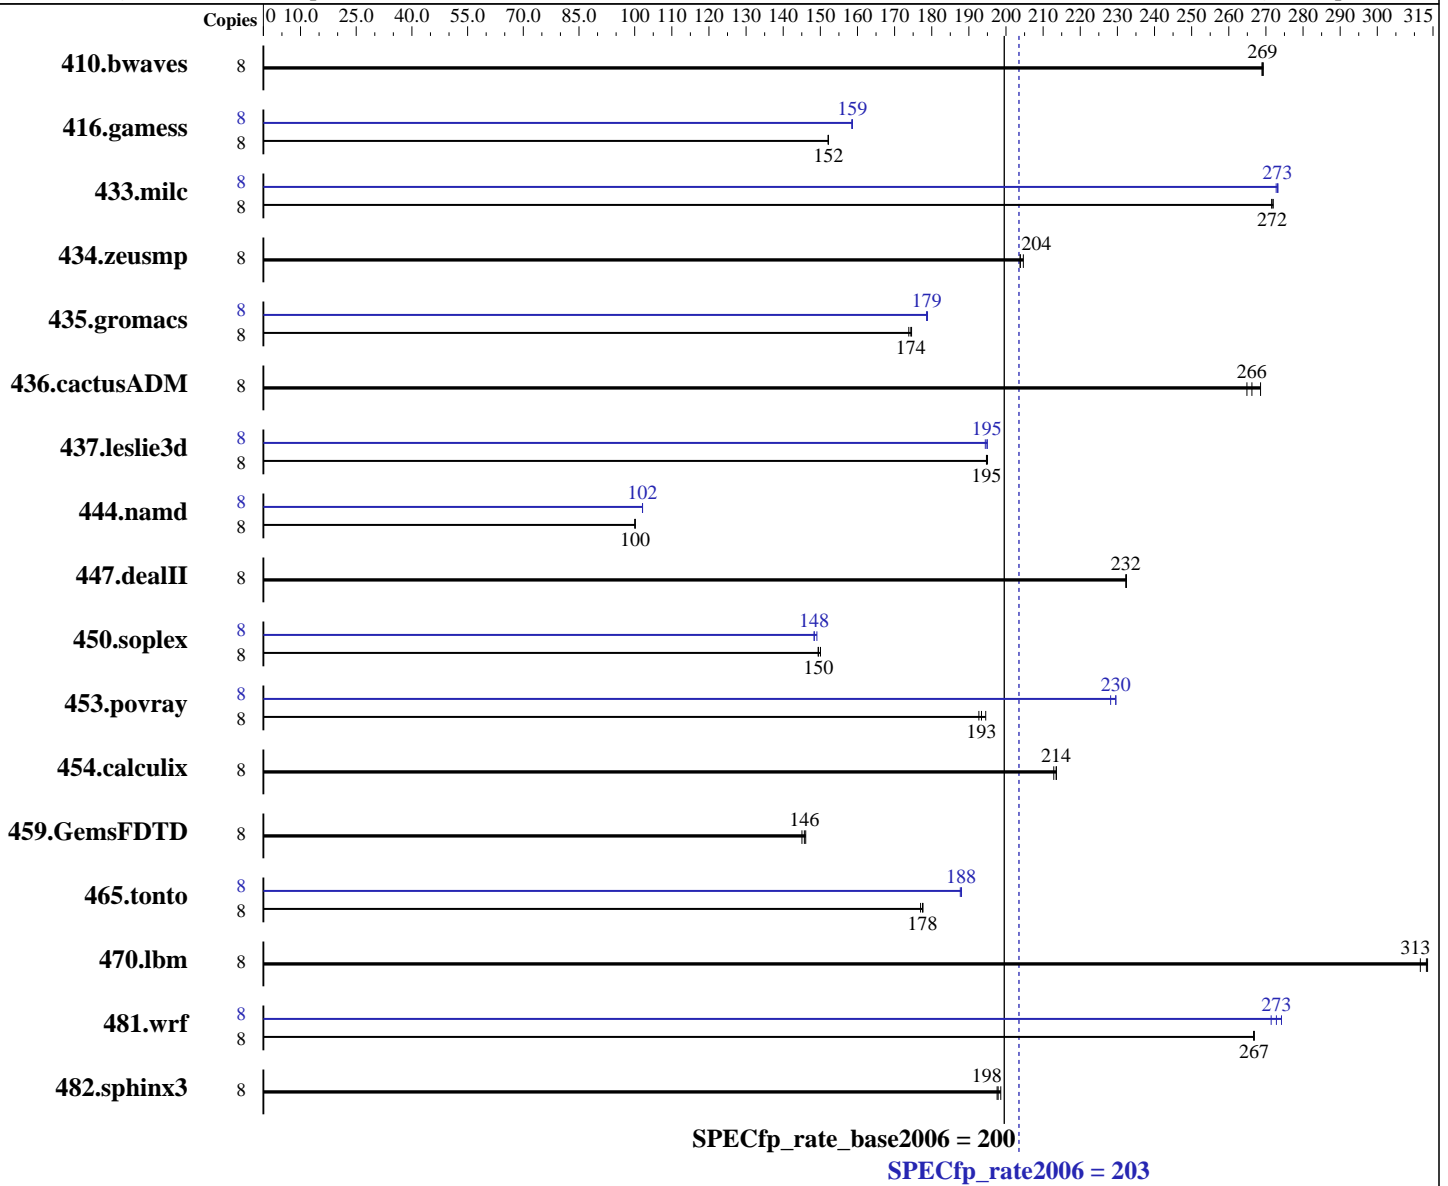 Copies 0 10.0 25.0 40.0 55.0 70.0 85.0 100 110 120 130 140 150 160 170 180 190 200 210 220 230 240 250 260 270 280 290 300 315
410.bwaves 8 269
416.gamess 8 159
8 152
433.milc 8 273
8 272
434.zeusmp 8 204
435.gromacs 8 179
8 174
436.cactusADM 8 266
437.leslie3d 8 195
8 195
444.namd 8 102
8 100
447.dealII 8 232
450.soplex 8 148
8 150
453.povray 8 230
8 193
454.calculix 8 214
459.GemsFDTD 8 146
465.tonto 8 188
8 178
470.lbm 8 313
481.wrf 8 273
8 267
482.sphinx3 8 198
SPECfp_rate_base2006 = 200
SPECfp_rate2006 = 203